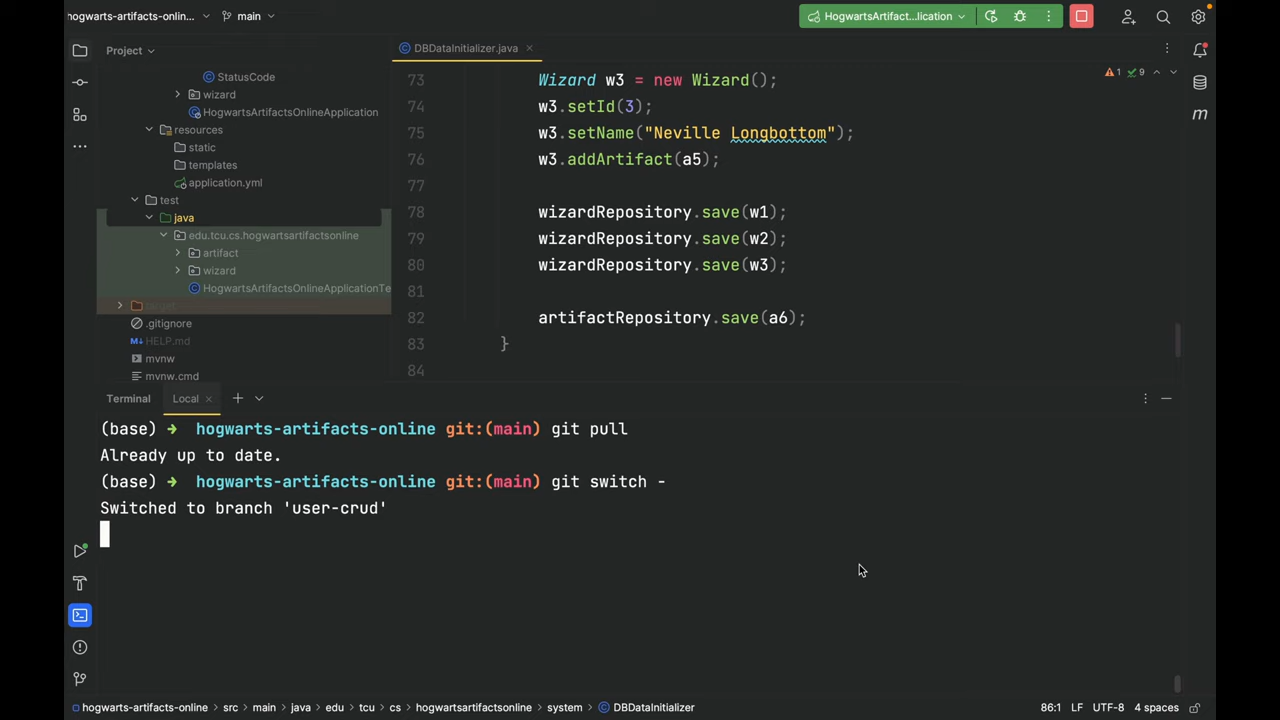 hogwarts-artifacts-onlin... main HogwartsArtifact...lication
Project
DBDataInitializer.java
StatusCode
wizard
HogwartsArtifactsOnlineApplication
resources
static
templates
application.yml
test
java
edu.tcu.cs.hogwartsartifactsonline
artifact
wizard
HogwartsArtifactsOnlineApplicationTe
target
.gitignore
HELP.md
mvnw
mvnw.cmd
1 9
73 Wizard w3 = new Wizard();
74 w3.setId(3);
75 w3.setName("Neville Longbottom");
76 w3.addArtifact(a5);
77
78 wizardRepository.save(w1);
79 wizardRepository.save(w2);
80 wizardRepository.save(w3);
81
82 artifactRepository.save(a6);
83 }
84
Terminal Local
(base) ➜ hogwarts-artifacts-online git:(main) git pull
Already up to date.
(base) ➜ hogwarts-artifacts-online git:(main) git switch -
Switched to branch 'user-crud'
hogwarts-artifacts-online > src > main > java > edu > tcu > cs > hogwartsartifactsonline > system > DBDataInitializer 86:1 LF UTF-8 4 spaces